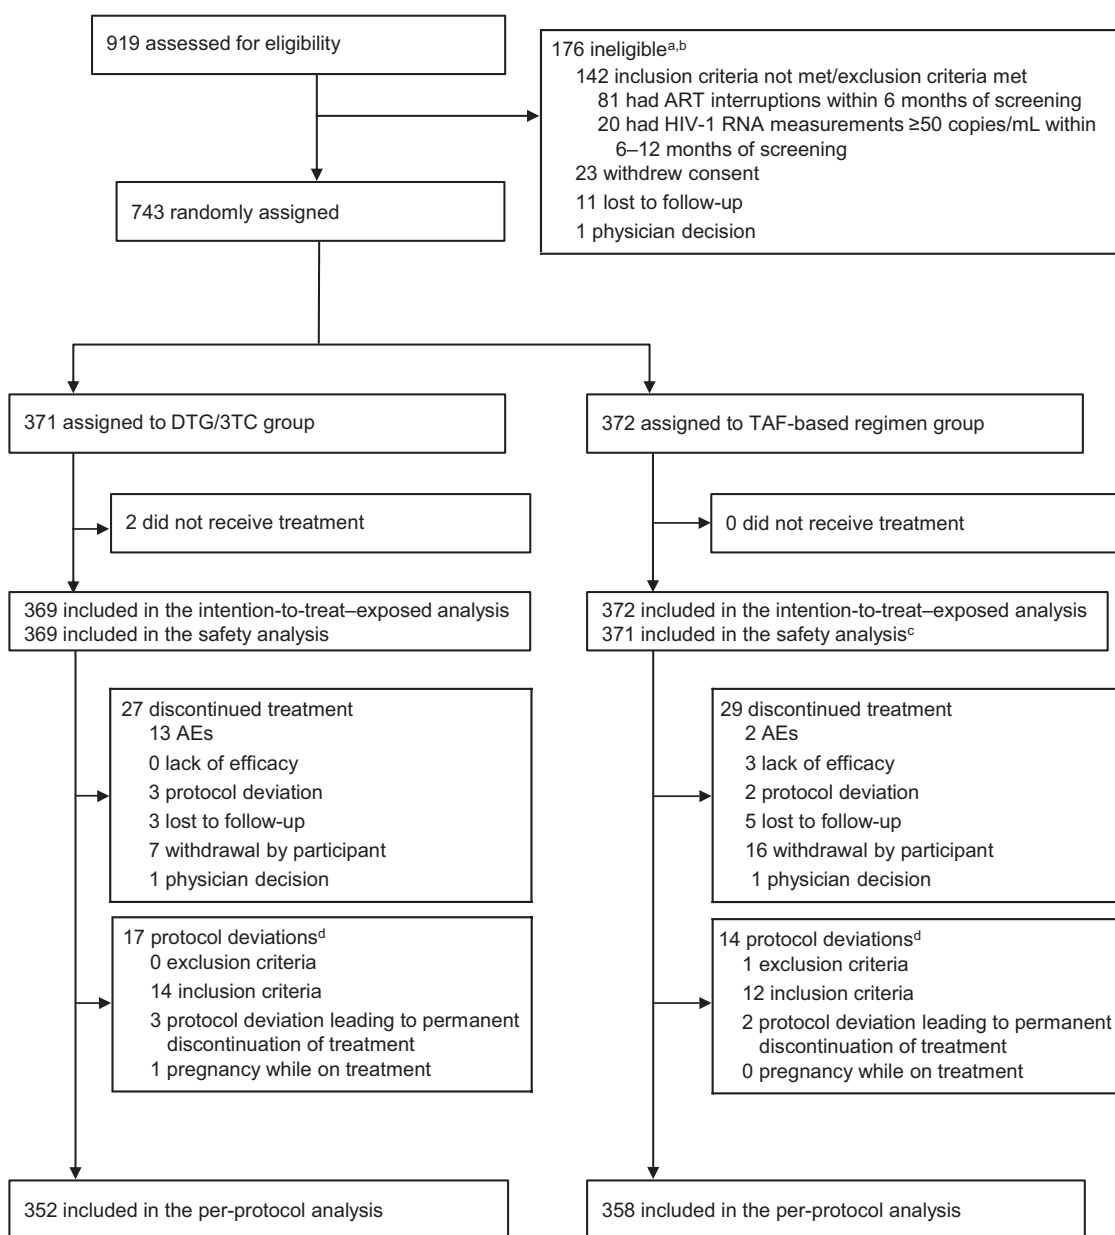 919 assessed for eligibility
176 ineligibleᵃ,ᵇ
142 inclusion criteria not met/exclusion criteria met
81 had ART interruptions within 6 months of screening
20 had HIV-1 RNA measurements ≥50 copies/mL within
6–12 months of screening
23 withdrew consent
11 lost to follow-up
1 physician decision
743 randomly assigned
371 assigned to DTG/3TC group
372 assigned to TAF-based regimen group
2 did not receive treatment
0 did not receive treatment
369 included in the intention-to-treat–exposed analysis
369 included in the safety analysis
372 included in the intention-to-treat–exposed analysis
371 included in the safety analysisᶜ
27 discontinued treatment
13 AEs
0 lack of efficacy
3 protocol deviation
3 lost to follow-up
7 withdrawal by participant
1 physician decision
29 discontinued treatment
2 AEs
3 lack of efficacy
2 protocol deviation
5 lost to follow-up
16 withdrawal by participant
1 physician decision
17 protocol deviationsᵈ
0 exclusion criteria
14 inclusion criteria
3 protocol deviation leading to permanent
discontinuation of treatment
1 pregnancy while on treatment
14 protocol deviationsᵈ
1 exclusion criteria
12 inclusion criteria
2 protocol deviation leading to permanent
discontinuation of treatment
0 pregnancy while on treatment
352 included in the per-protocol analysis
358 included in the per-protocol analysis